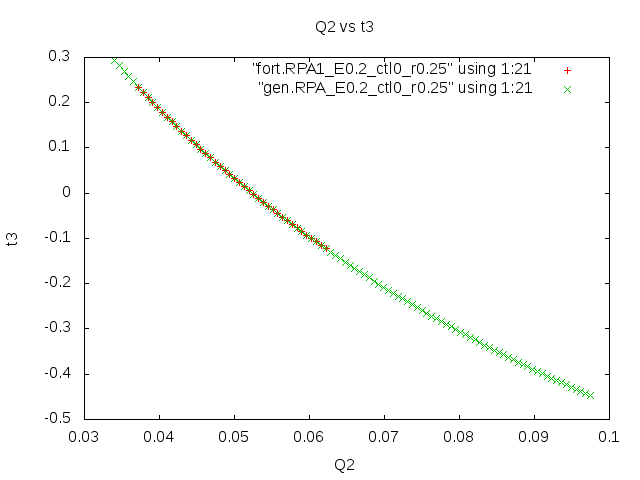 Q2 vs t3
"fort.RPA1_E0.2_ctl0_r0.25" using 1:21
"gen.RPA_E0.2_ctl0_r0.25" using 1:21
0.3
0.2
0.1
0
-0.1
-0.2
-0.3
-0.4
-0.5
t3
0.03 0.04 0.05 0.06 0.07 0.08 0.09 0.1
Q2